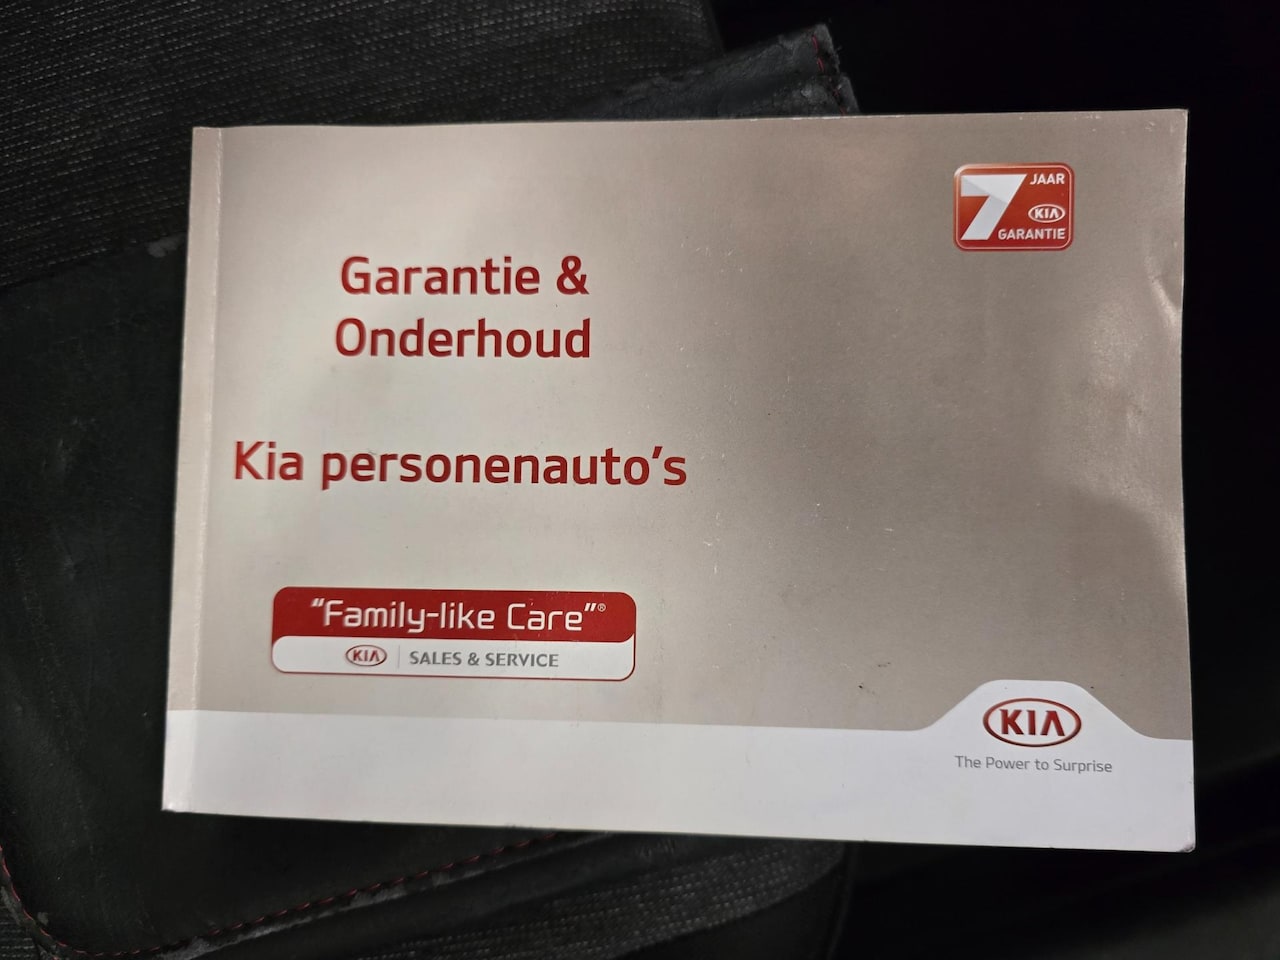 7 JAAR
KIA
GARANTIE
Garantie &
Onderhoud
Kia personenauto's
"Family-like Care"®
KIA SALES & SERVICE
KIA
The Power to Surprise